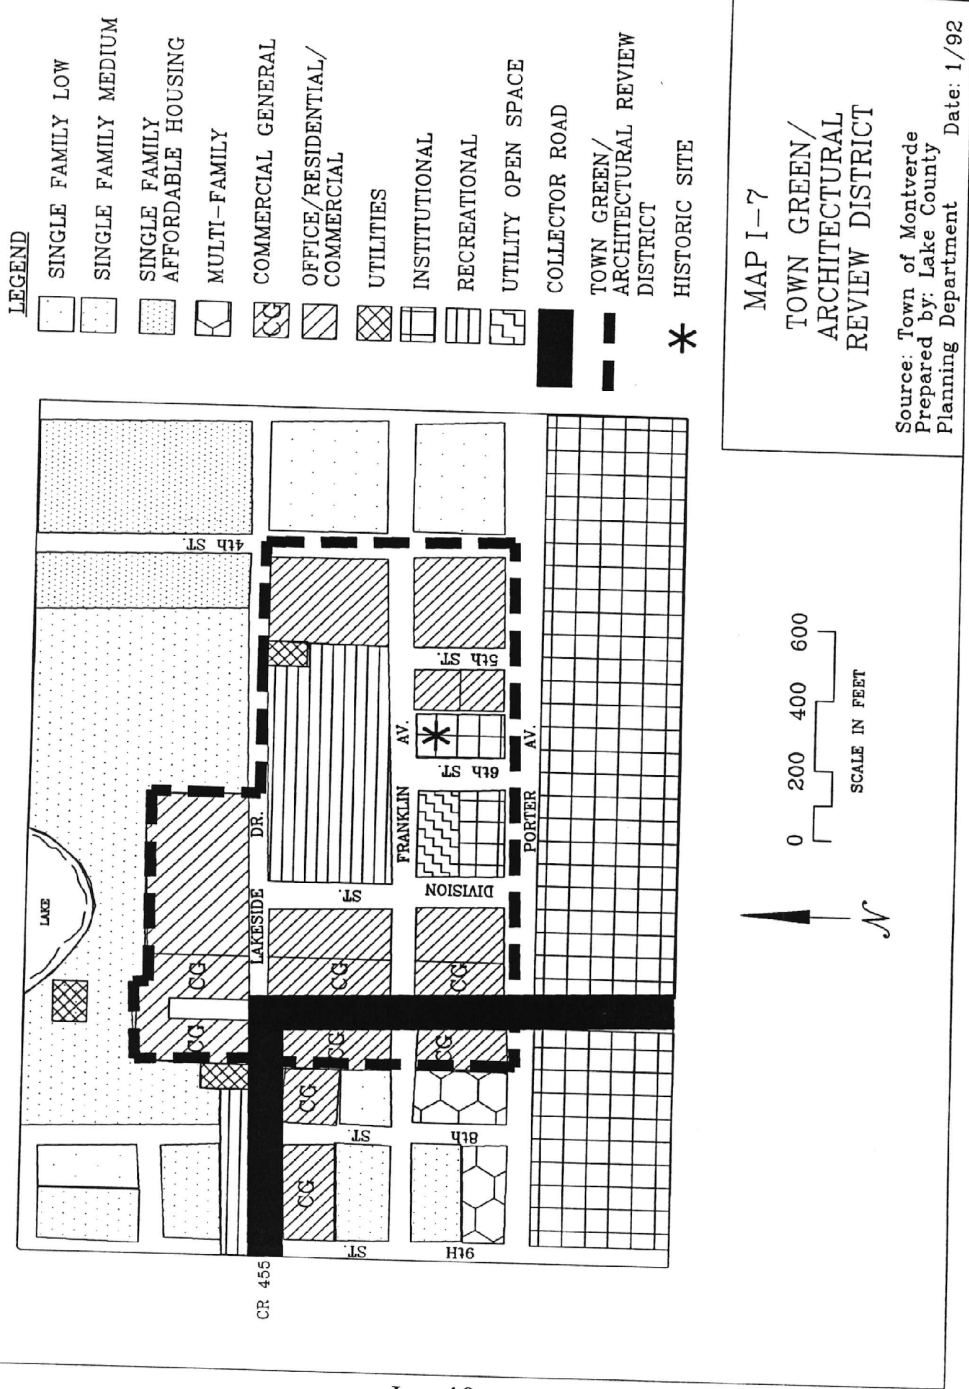 LEGEND
SINGLE FAMILY LOW
SINGLE FAMILY MEDIUM
SINGLE FAMILY
AFFORDABLE HOUSING
MULTI-FAMILY
CG
COMMERCIAL GENERAL
OFFICE/RESIDENTIAL/
COMMERCIAL
UTILITIES
INSTITUTIONAL
RECREATIONAL
UTILITY OPEN SPACE
COLLECTOR ROAD
TOWN GREEN/
ARCHITECTURAL REVIEW
DISTRICT
HISTORIC SITE
MAP I-7
TOWN GREEN/
ARCHITECTURAL
REVIEW DISTRICT
Source: Town of Montverde
Prepared by: Lake County
Planning Department Date: 1/92
LAKE
4th ST.
CG
CG
LAKESIDE DR.
CR 455
CG
CG
CG
CG
CG
CG
ST.
ST.
ST.
FRANKLIN AV.
9TH
8th
DIVISION
6th ST.
5th ST.
PORTER AV.
0 200 400 600
SCALE IN FEET
N